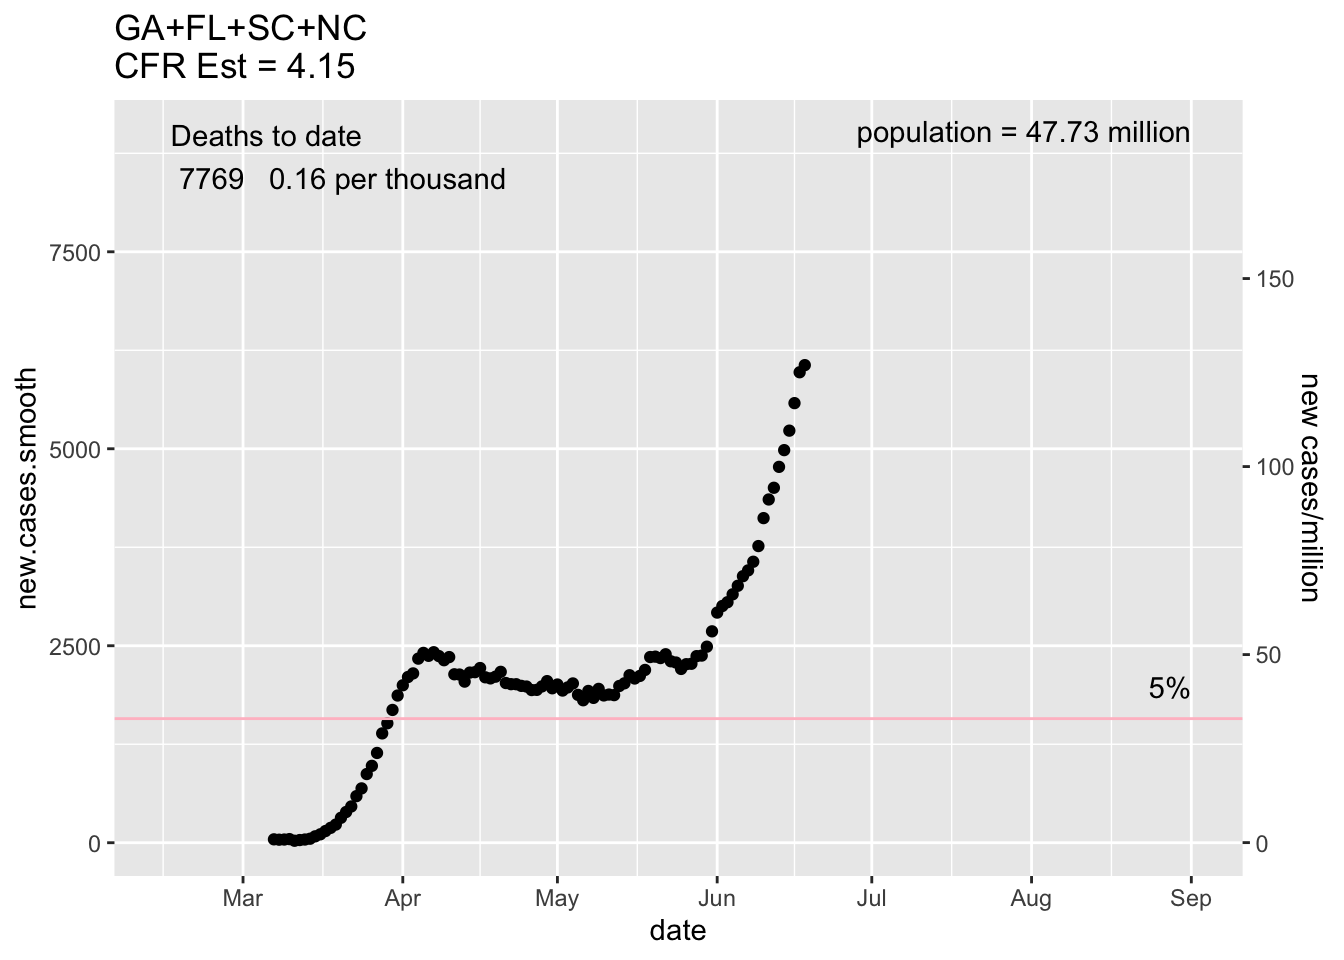 GA+FL+SC+NC
CFR Est = 4.15
Deaths to date
7769 0.16 per thousand
population = 47.73 million
7500
5000
2500
0
new.cases.smooth
150
100
50
0
new cases/million
5%
Mar Apr May Jun Jul Aug Sep
date